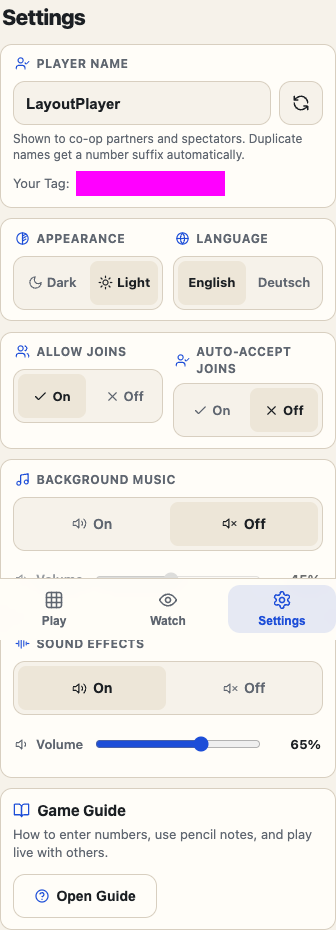 Settings
PLAYER NAME
LayoutPlayer
Shown to co-op partners and spectators. Duplicate
names get a number suffix automatically.
Your Tag:
APPEARANCE
Dark Light
LANGUAGE
English Deutsch
ALLOW JOINS
On Off
AUTO-ACCEPT
JOINS
On Off
BACKGROUND MUSIC
On Off
Volume 15%
Play Watch Settings
SOUND EFFECTS
On Off
Volume 65%
Game Guide
How to enter numbers, use pencil notes, and play
live with others.
Open Guide